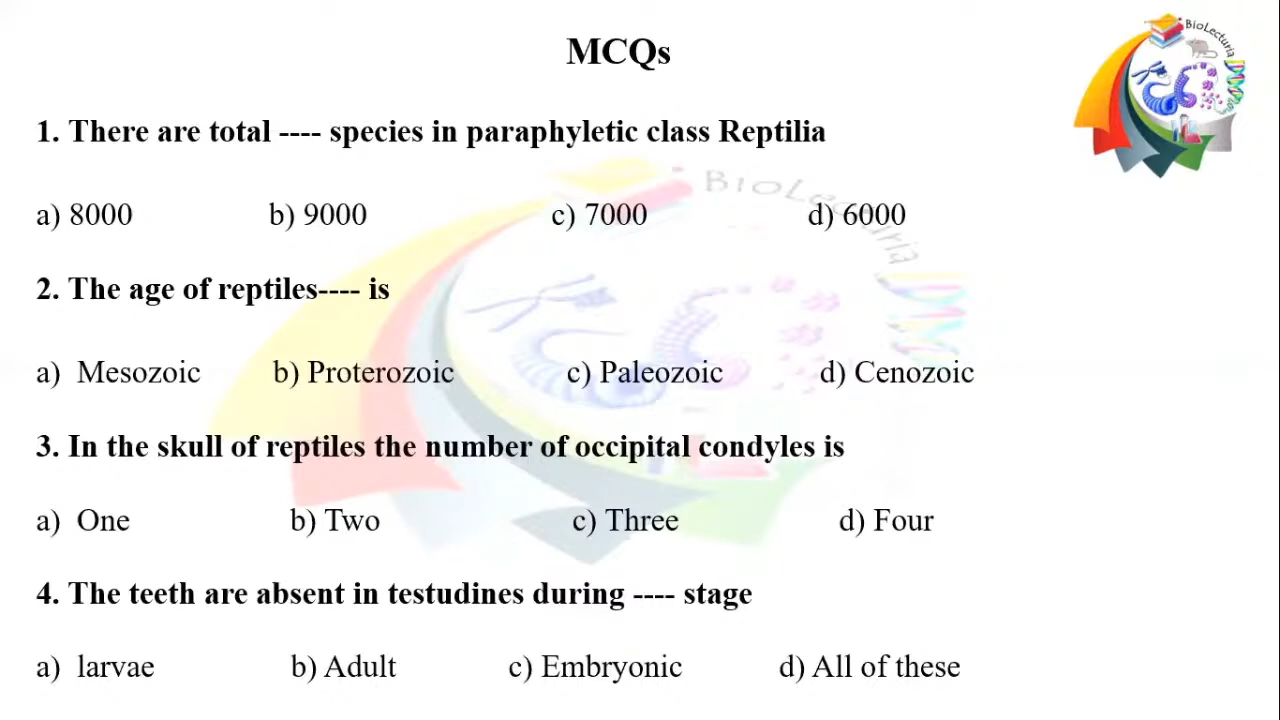 MCQs
BioLecturia
1. There are total ---- species in paraphyletic class Reptilia
a) 8000 b) 9000 c) 7000 d) 6000
BioLecturia
2. The age of reptiles---- is
a) Mesozoic b) Proterozoic c) Paleozoic d) Cenozoic
3. In the skull of reptiles the number of occipital condyles is
a) One b) Two c) Three d) Four
4. The teeth are absent in testudines during ---- stage
a) larvae b) Adult c) Embryonic d) All of these